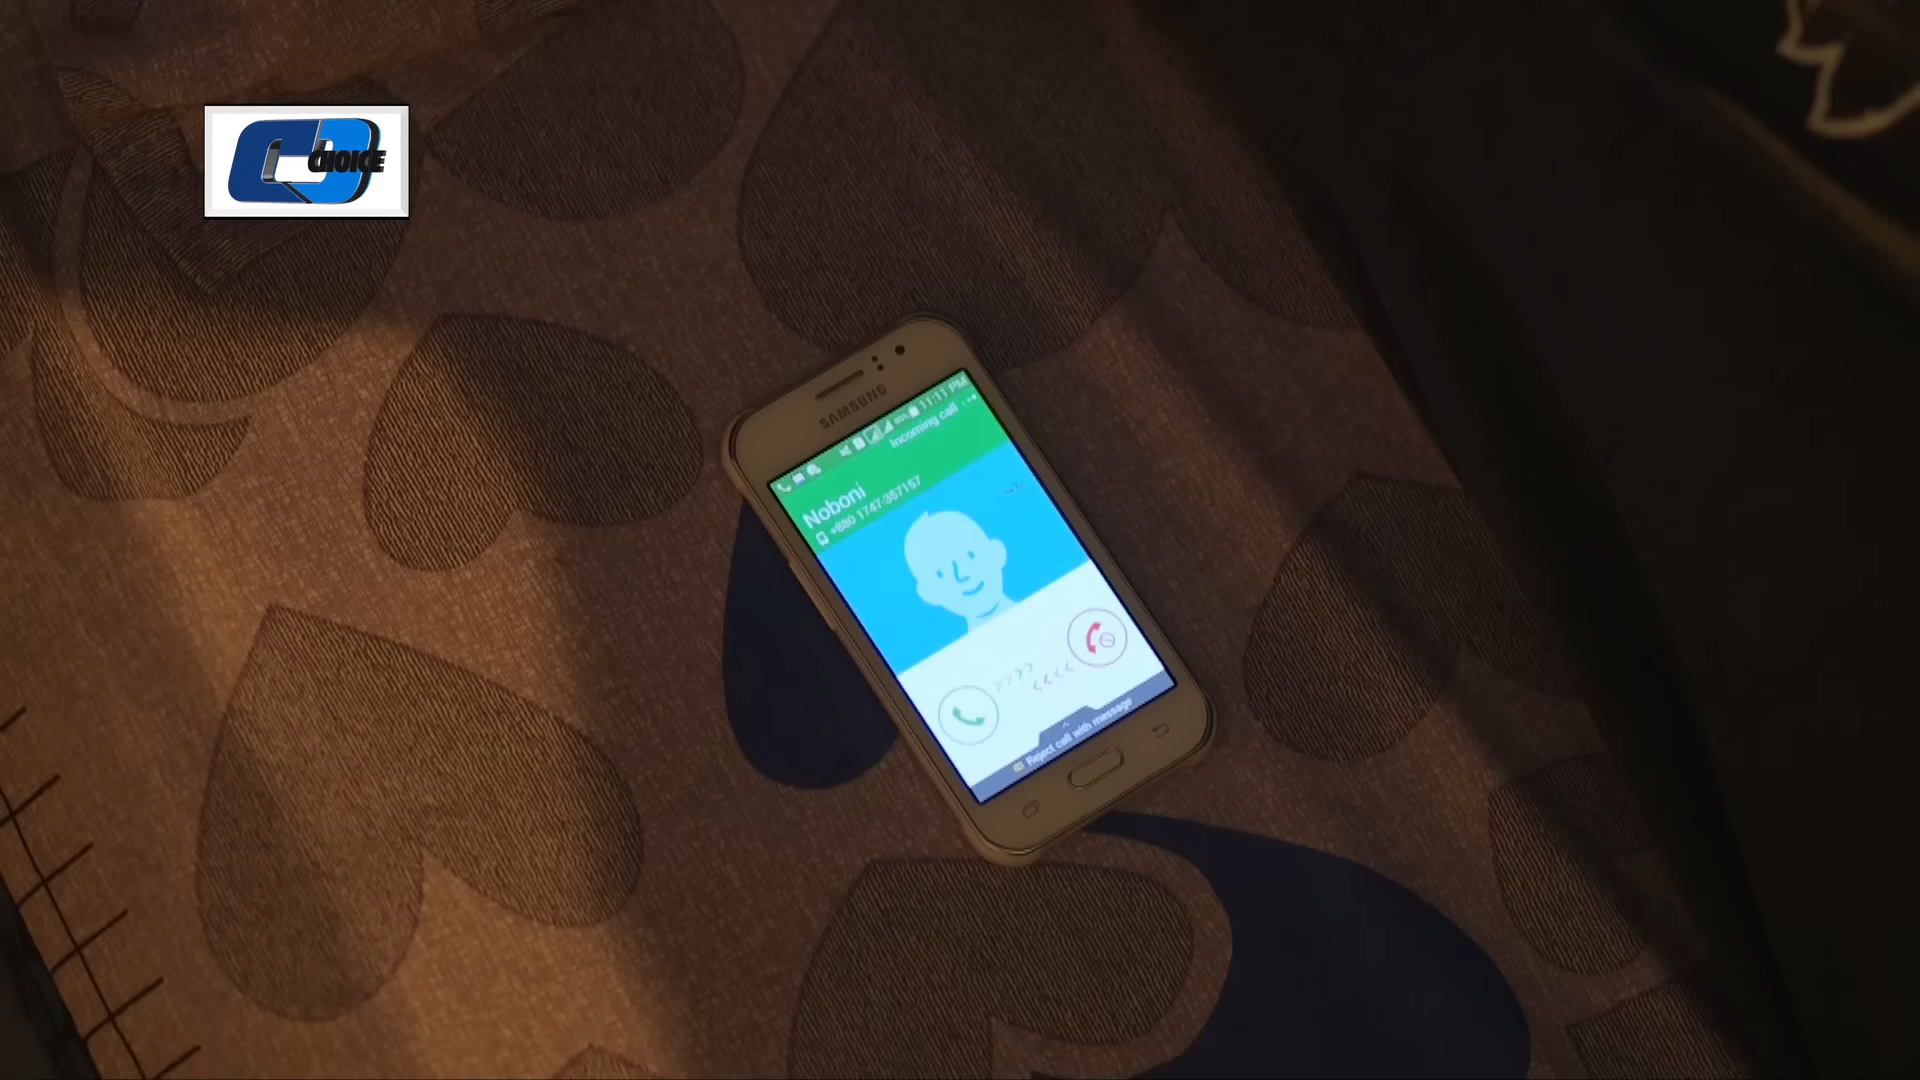 CHOICE
SAMSUNG
11:11 PM
Incoming call
Noboni
+880 1747-357157
Reject call with message